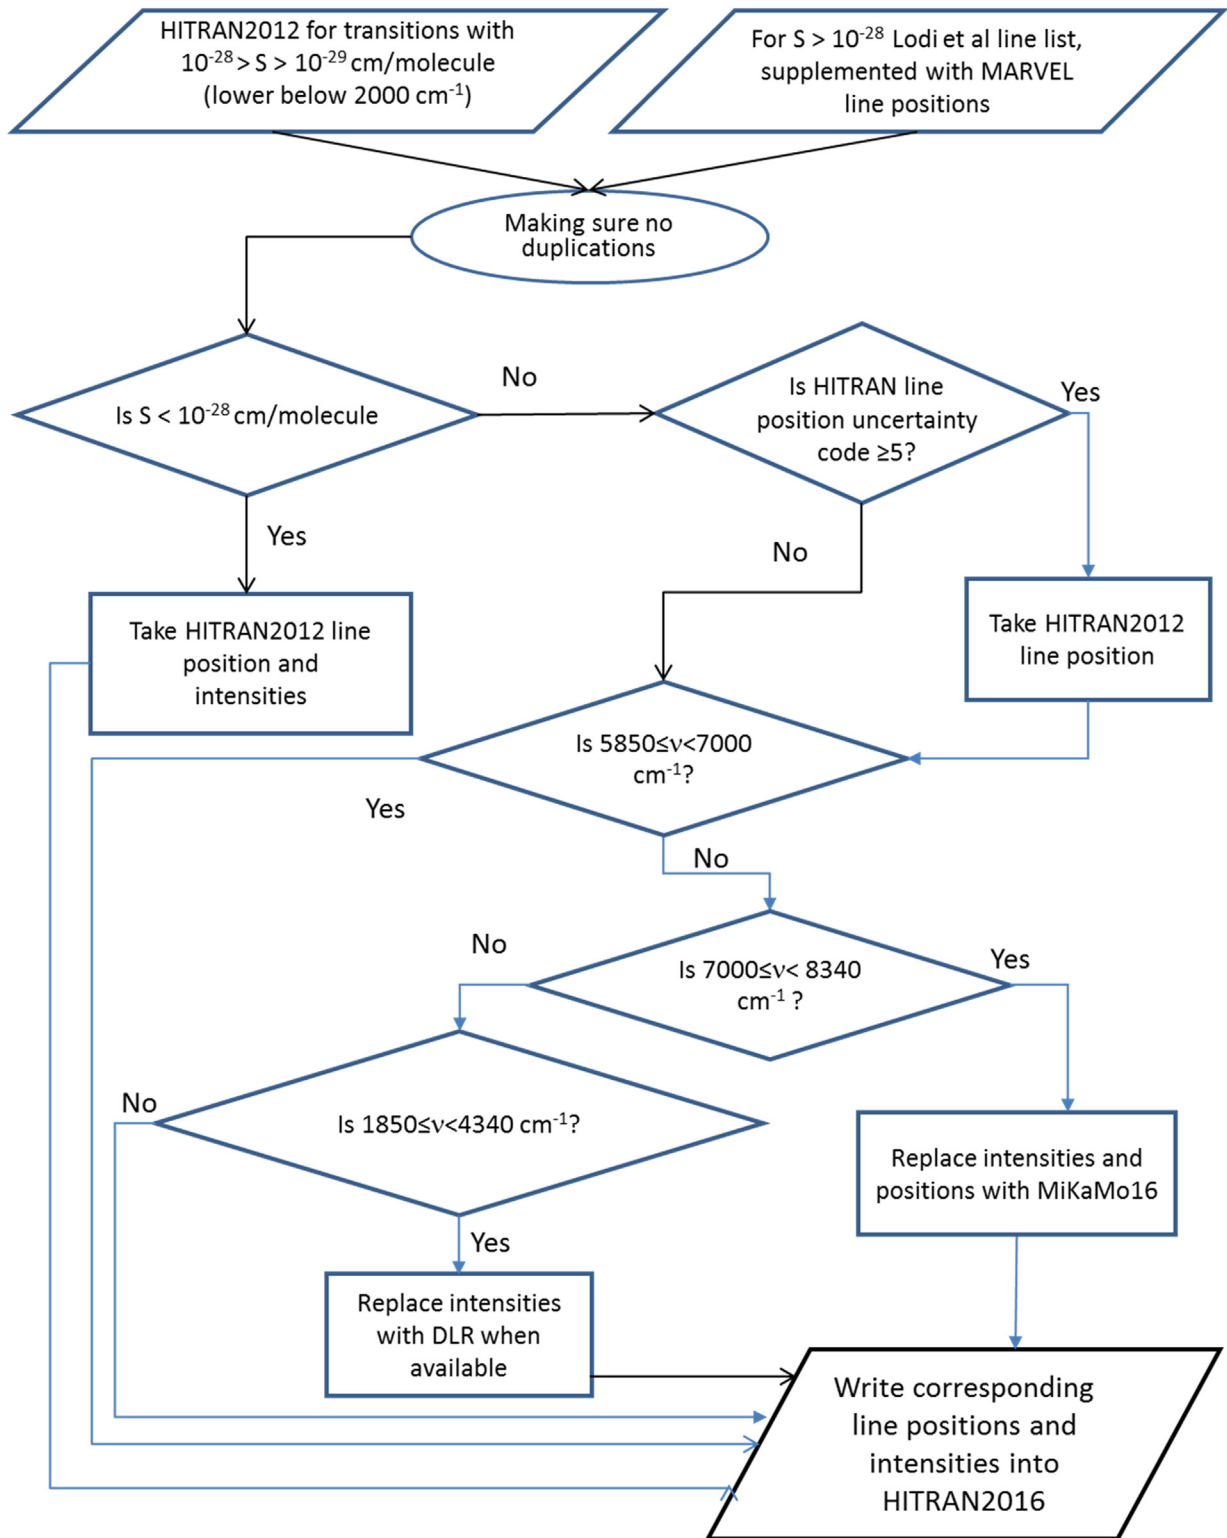 HITRAN2012 for transitions with
10⁻²⁸ > S > 10⁻²⁹ cm/molecule
(lower below 2000 cm⁻¹)
For S > 10⁻²⁸ Lodi et al line list,
supplemented with MARVEL
line positions
Making sure no
duplications
Is S < 10⁻²⁸ cm/molecule
No
Is HITRAN line
position uncertainty
code ≥5?
Yes
Yes
No
Take HITRAN2012 line
position and
intensities
Take HITRAN2012
line position
Is 5850≤ν<7000
cm⁻¹?
Yes
No
No
Is 7000≤ν< 8340
cm⁻¹ ?
Yes
No
Is 1850≤ν<4340 cm⁻¹?
Replace intensities and
positions with MiKaMo16
Yes
Replace intensities
with DLR when
available
Write corresponding
line positions and
intensities into
HITRAN2016